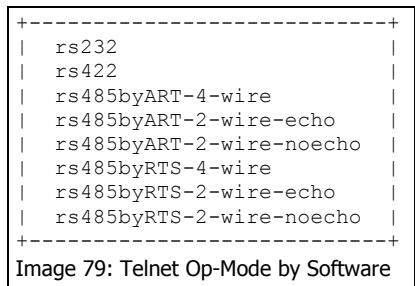 +----------------------------+
|  rs232                     |
|  rs422                     |
|  rs485byART-4-wire         |
|  rs485byART-2-wire-echo    |
|  rs485byART-2-wire-noecho  |
|  rs485byRTS-4-wire         |
|  rs485byRTS-2-wire-echo    |
|  rs485byRTS-2-wire-noecho  |
+----------------------------+
Image 79: Telnet Op-Mode by Software